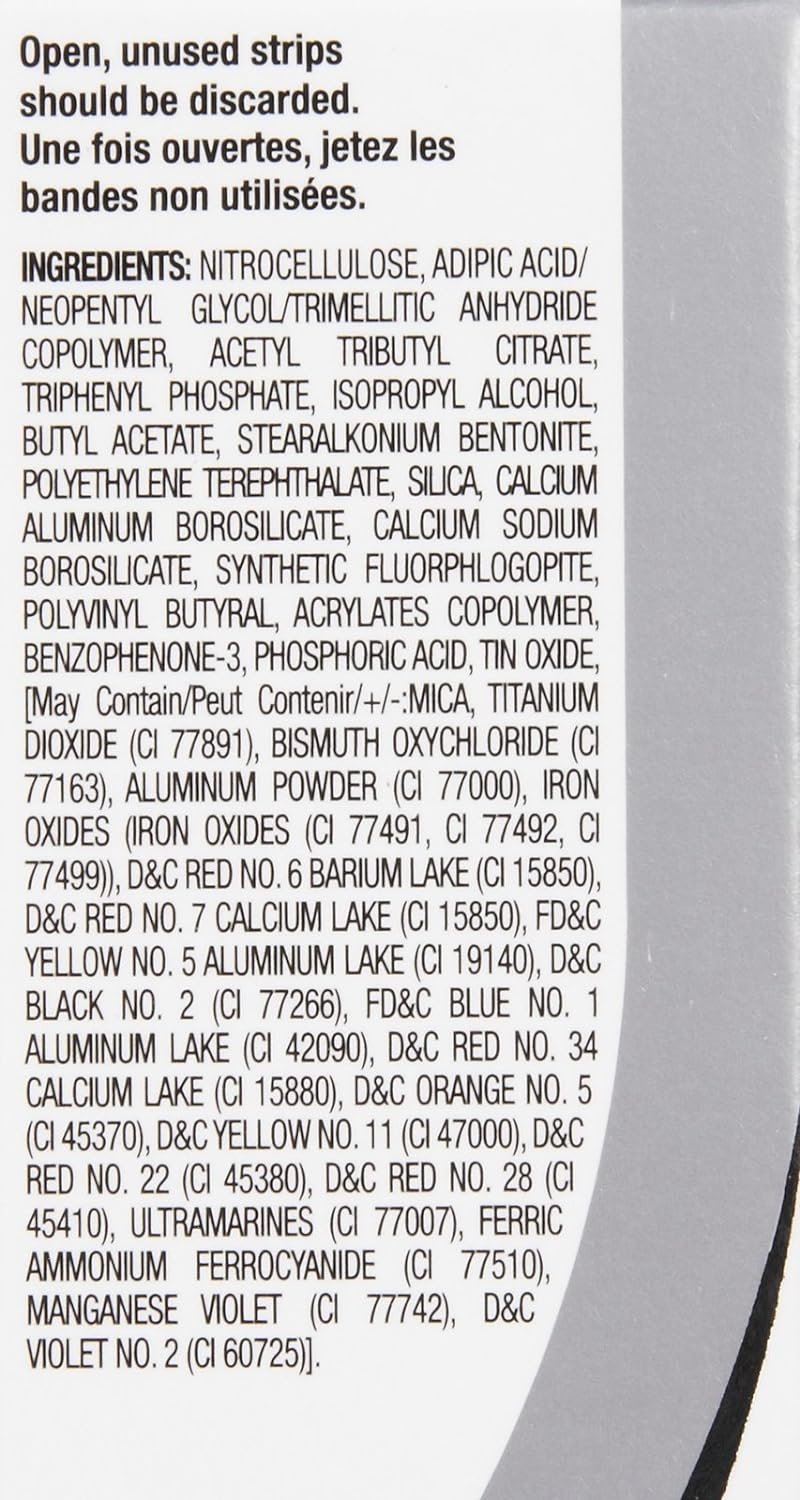 Open, unused strips
should be discarded.
Une fois ouvertes, jetez les
bandes non utilisées.
INGREDIENTS: NITROCELLULOSE, ADIPIC ACID/
NEOPENTYL GLYCOL/TRIMELLITIC ANHYDRIDE
COPOLYMER, ACETYL TRIBUTYL CITRATE,
TRIPHENYL PHOSPHATE, ISOPROPYL ALCOHOL,
BUTYL ACETATE, STEARALKONIUM BENTONITE,
POLYETHYLENE TEREPHTHALATE, SILICA, CALCIUM
ALUMINUM BOROSILICATE, CALCIUM SODIUM
BOROSILICATE, SYNTHETIC FLUORPHLOGOPITE,
POLYVINYL BUTYRAL, ACRYLATES COPOLYMER,
BENZOPHENONE-3, PHOSPHORIC ACID, TIN OXIDE,
[May Contain/Peut Contenir/+/-:MICA, TITANIUM
DIOXIDE (CI 77891), BISMUTH OXYCHLORIDE (CI
77163), ALUMINUM POWDER (CI 77000), IRON
OXIDES (IRON OXIDES (CI 77491, CI 77492, CI
77499)), D&C RED NO. 6 BARIUM LAKE (CI 15850),
D&C RED NO. 7 CALCIUM LAKE (CI 15850), FD&C
YELLOW NO. 5 ALUMINUM LAKE (CI 19140), D&C
BLACK NO. 2 (CI 77266), FD&C BLUE NO. 1
ALUMINUM LAKE (CI 42090), D&C RED NO. 34
CALCIUM LAKE (CI 15880), D&C ORANGE NO. 5
(CI 45370), D&C YELLOW NO. 11 (CI 47000), D&C
RED NO. 22 (CI 45380), D&C RED NO. 28 (CI
45410), ULTRAMARINES (CI 77007), FERRIC
AMMONIUM FERROCYANIDE (CI 77510),
MANGANESE VIOLET (CI 77742), D&C
VIOLET NO. 2 (CI 60725)].